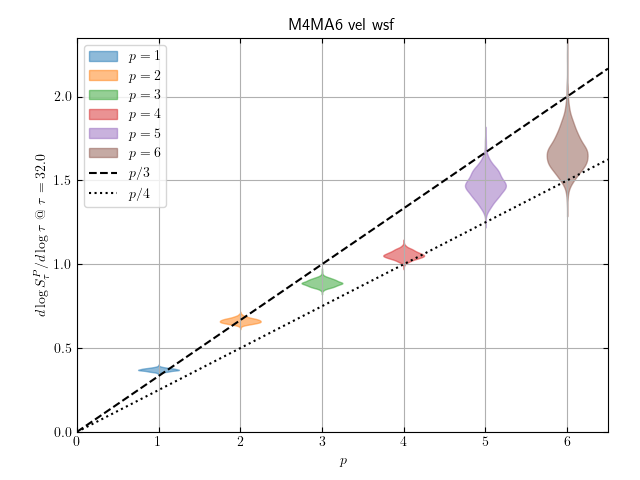 M4MA6 vel wsf
p = 1
p = 2
p = 3
p = 4
p = 5
p = 6
p/3
p/4
d log S_τ^P / d log τ @ τ = 32.0
2.0
1.5
1.0
0.5
0.0
0 1 2 3 4 5 6
p